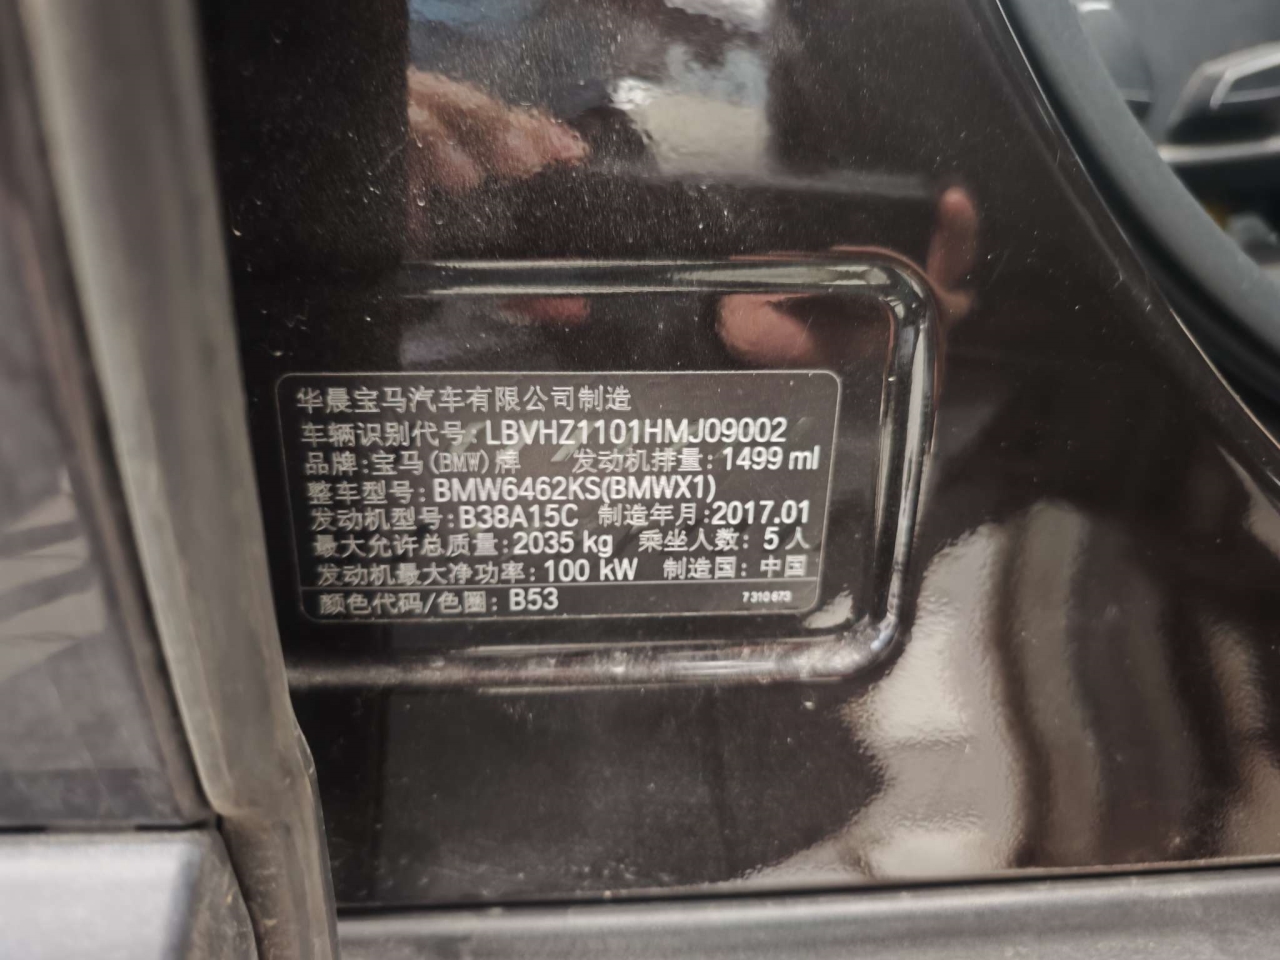 华晨宝马汽车有限公司制造
车辆识别代号: LBVHZ1101HMJ09002
品牌: 宝马(BMW)牌 发动机排量: 1499 ml
整车型号: BMW6462KS(BMWX1)
发动机型号: B38A15C 制造年月: 2017.01
最大允许总质量: 2035 kg 乘坐人数: 5 人
发动机最大净功率: 100 kW 制造国: 中国
颜色代码/色圈: B53 7310673